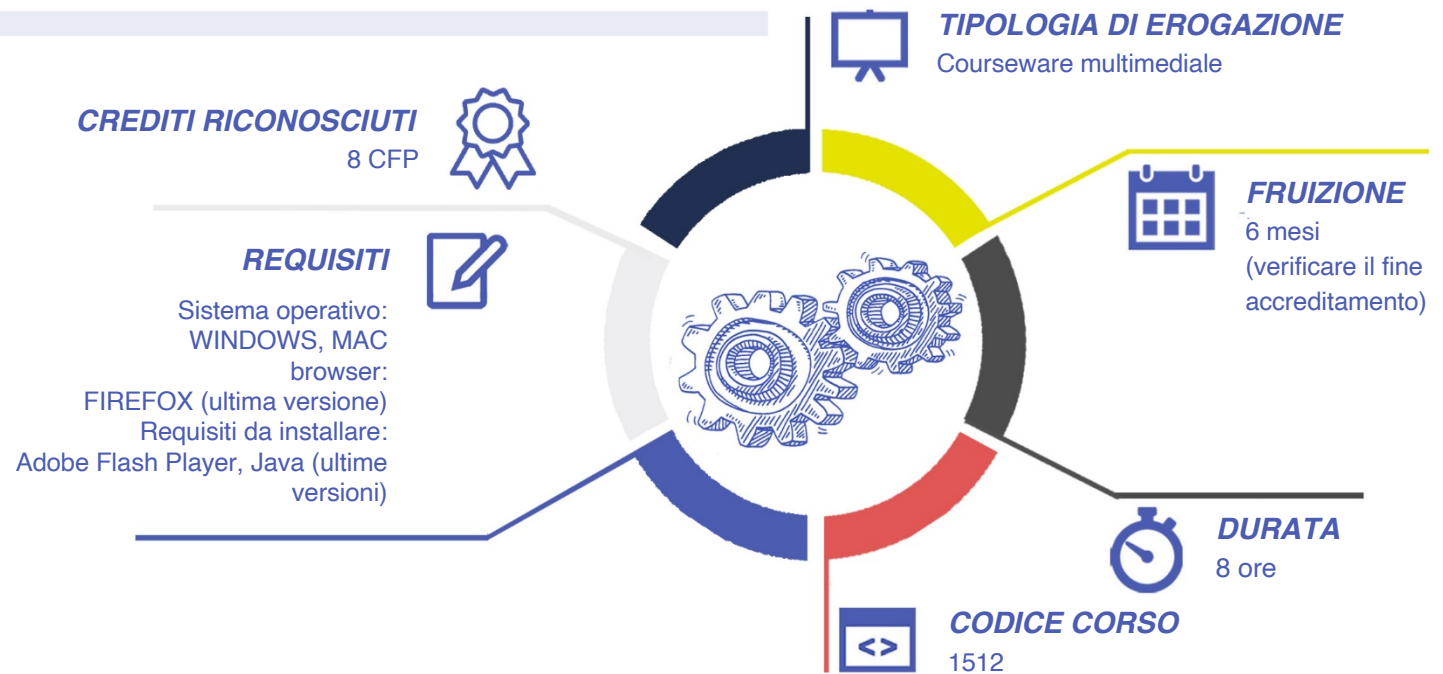 TIPOLOGIA DI EROGAZIONE
Courseware multimediale
CREDITI RICONOSCIUTI
8 CFP
FRUIZIONE
6 mesi
(verificare il fine
accreditamento)
REQUISITI
Sistema operativo:
WINDOWS, MAC
browser:
FIREFOX (ultima versione)
Requisiti da installare:
Adobe Flash Player, Java (ultime
versioni)
DURATA
8 ore
CODICE CORSO
1512